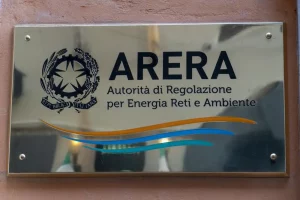 ARERA
Autorità di Regolazione
per Energia Reti e Ambiente